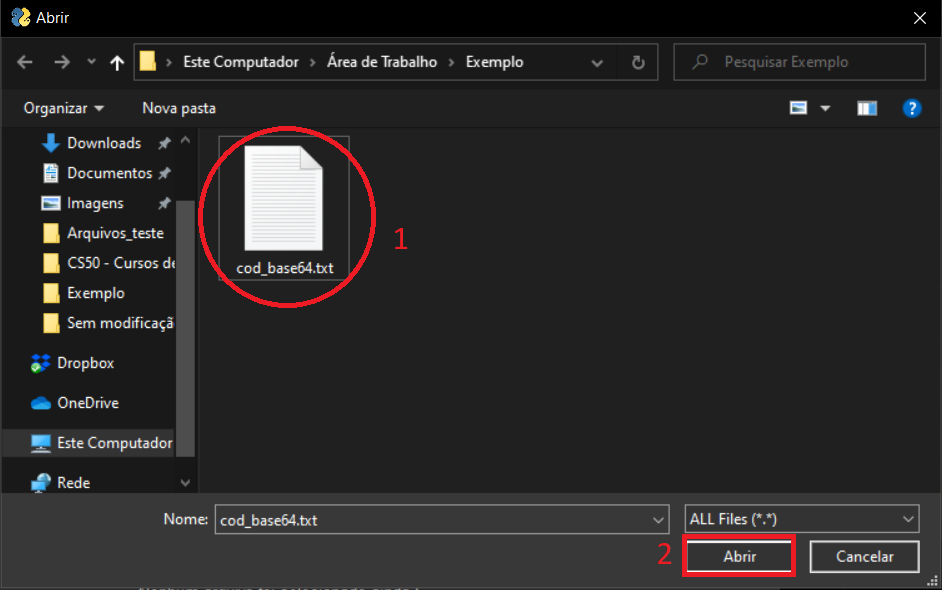 Abrir
Este Computador > Área de Trabalho > Exemplo
Pesquisar Exemplo
Organizar
Nova pasta
?
Downloads
Documentos
Imagens
Arquivos_teste
CS50 - Cursos de
Exemplo
Sem modificaçã
Dropbox
OneDrive
Este Computador
Rede
cod_base64.txt
1
Nome:
cod_base64.txt
ALL Files (*.*)
2
Abrir
Cancelar